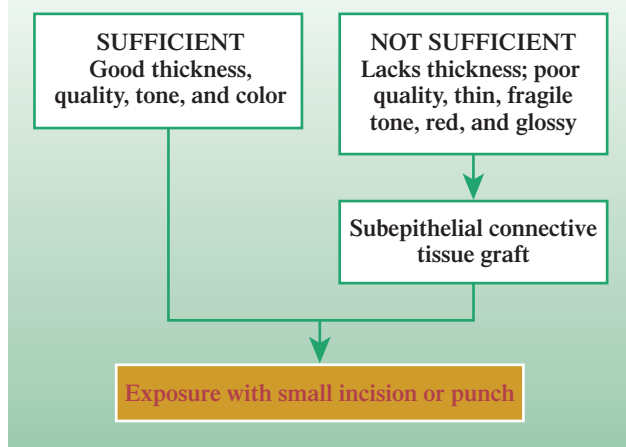 SUFFICIENT
Good thickness,
quality, tone, and color
NOT SUFFICIENT
Lacks thickness; poor
quality, thin, fragile
tone, red, and glossy
Subepithelial connective
tissue graft
Exposure with small incision or punch